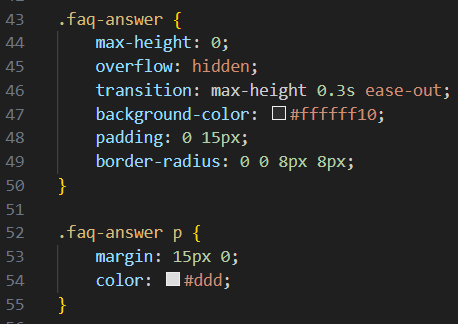 43 .faq-answer {
44 max-height: 0;
45 overflow: hidden;
46 transition: max-height 0.3s ease-out;
47 background-color: #ffffff10;
48 padding: 0 15px;
49 border-radius: 0 0 8px 8px;
50 }
51
52 .faq-answer p {
53 margin: 15px 0;
54 color: #ddd;
55 }